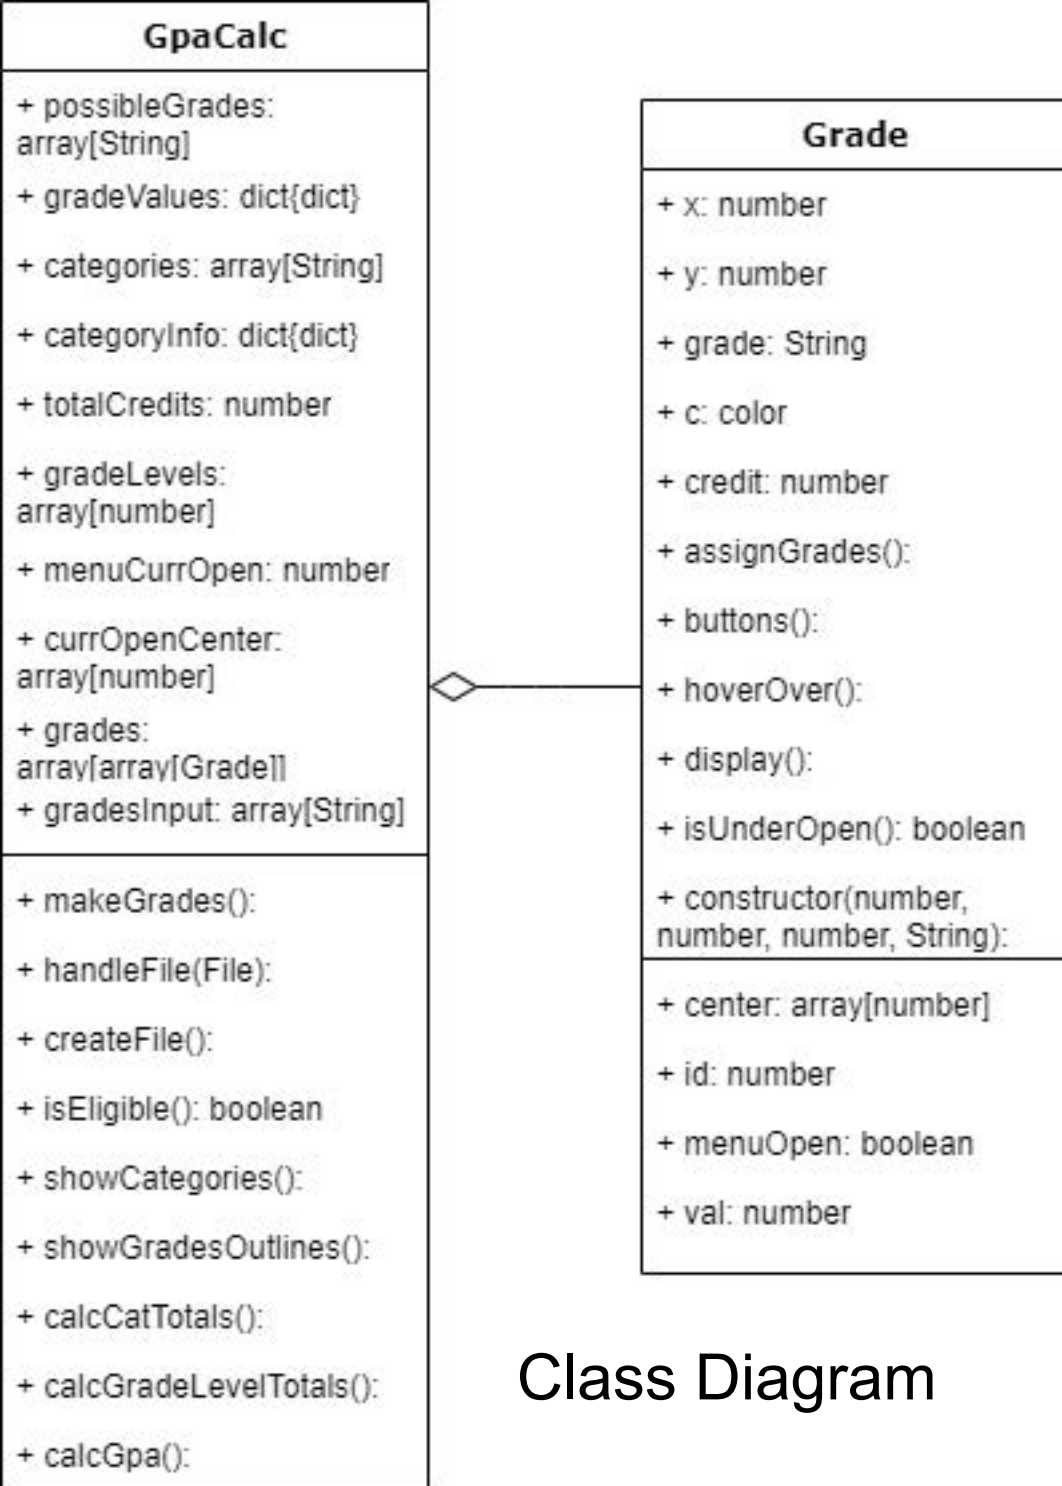 GpaCalc
+ possibleGrades:
array[String]
+ gradeValues: dict{dict}
+ categories: array[String]
+ categoryInfo: dict{dict}
+ totalCredits: number
+ gradeLevels:
array[number]
+ menuCurrOpen: number
+ currOpenCenter:
array[number]
+ grades:
array[array[Grade]]
+ gradesInput: array[String]
+ makeGrades():
+ handleFile(File):
+ createFile():
+ isEligible(): boolean
+ showCategories():
+ showGradesOutlines():
+ calcCatTotals():
+ calcGradeLevelTotals():
+ calcGpa():
Grade
+ x: number
+ y: number
+ grade: String
+ c: color
+ credit: number
+ assignGrades():
+ buttons():
+ hoverOver():
+ display():
+ isUnderOpen(): boolean
+ constructor(number,
number, number, String):
+ center: array[number]
+ id: number
+ menuOpen: boolean
+ val: number
Class Diagram